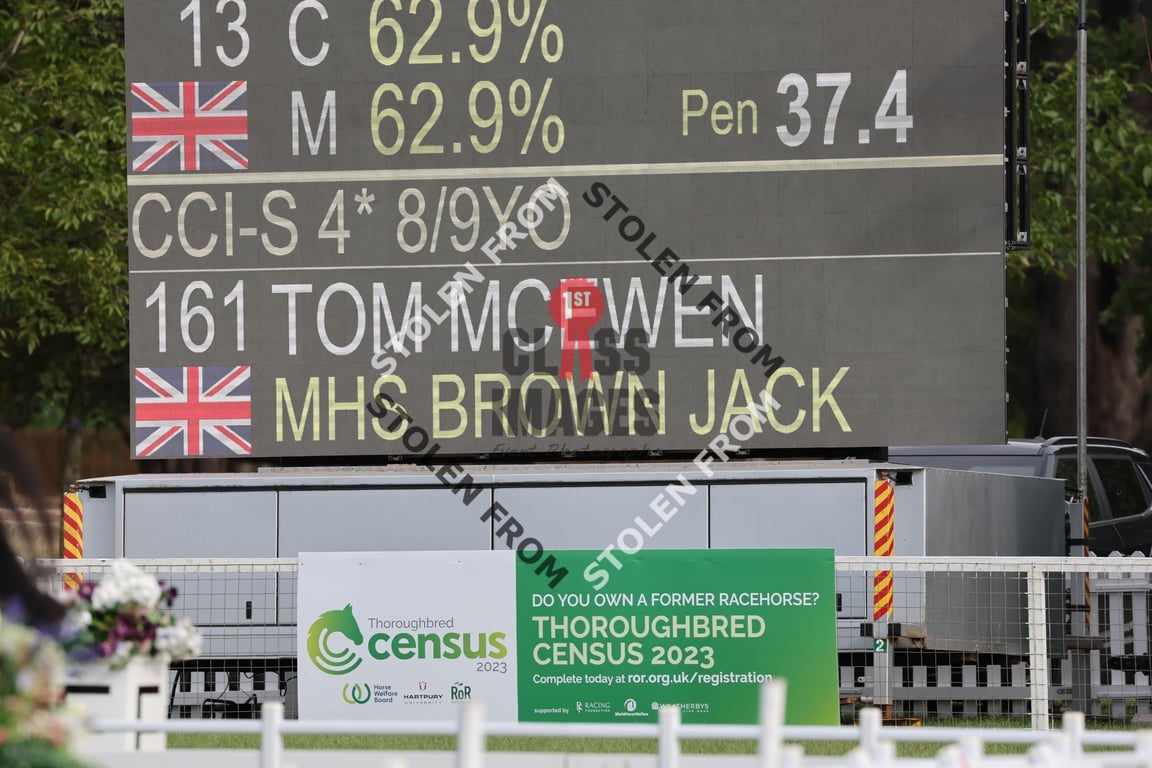 13 C 62.9%
M 62.9% Pen 37.4
CCI-S 4* 8/9YO
161 TOM MCEWEN
MHS BROWN JACK
STOLEN FROM
STOLEN FROM
STOLEN FROM
STOLEN FROM
1ST
CLASS
IMAGES
Thoroughbred
census
2023
Horse
Welfare
Board
HARTPURY
RoR
DO YOU OWN A FORMER RACEHORSE?
THOROUGHBRED
CENSUS 2023
Complete today at ror.org.uk/registration
supported by RACING WEATHERBYS
2